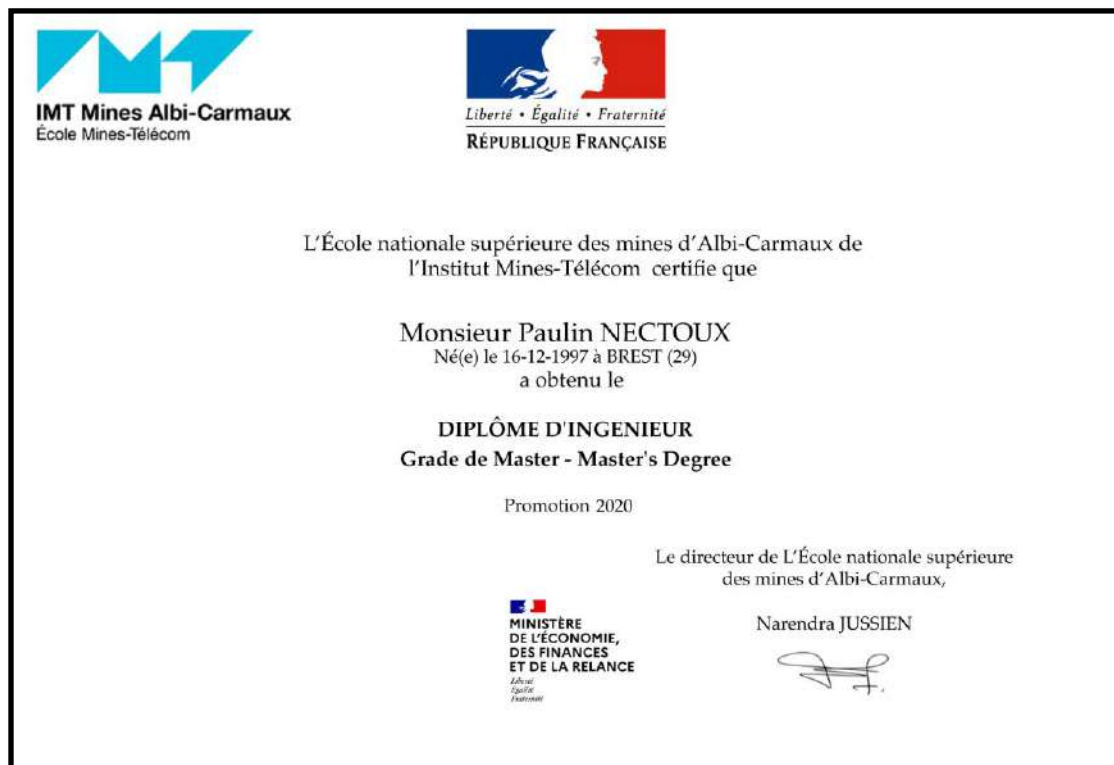 IMT Mines Albi-Carmaux
École Mines-Télécom
Liberté • Égalité • Fraternité
RÉPUBLIQUE FRANÇAISE
L'École nationale supérieure des mines d'Albi-Carmaux de
l'Institut Mines-Télécom certifie que
Monsieur Paulin NECTOUX
Né(e) le 16-12-1997 à BREST (29)
a obtenu le
DIPLÔME D'INGENIEUR
Grade de Master - Master's Degree
Promotion 2020
Le directeur de L'École nationale supérieure
des mines d'Albi-Carmaux,
Narendra JUSSIEN
MINISTÈRE
DE L'ÉCONOMIE,
DES FINANCES
ET DE LA RELANCE
Liberté
Égalité
Fraternité